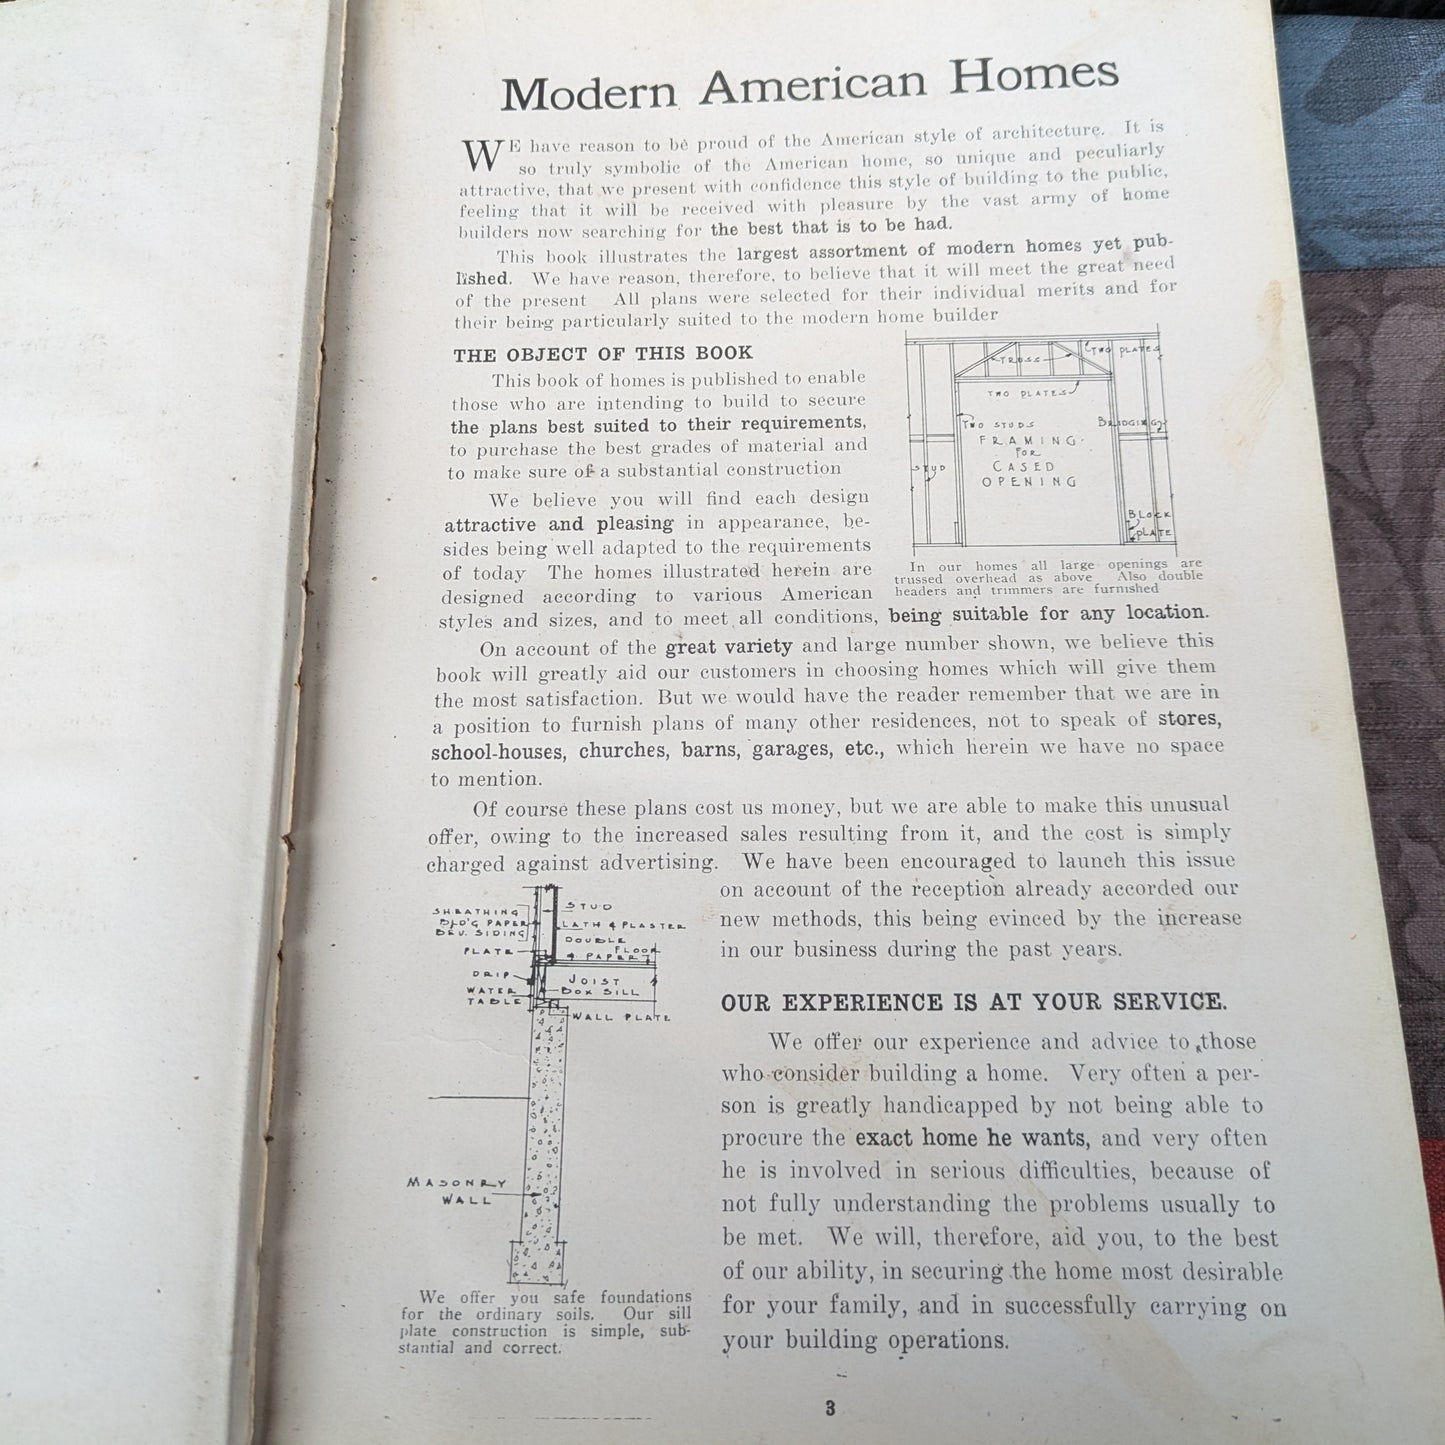 Modern American Homes
WE have reason to be proud of the American style of architecture. It is
so truly symbolic of the American home, so unique and peculiarly
attractive, that we present with confidence this style of building to the public,
feeling that it will be received with pleasure by the vast army of home
builders now searching for the best that is to be had.
This book illustrates the largest assortment of modern homes yet pub-
lished. We have reason, therefore, to believe that it will meet the great need
of the present All plans were selected for their individual merits and for
their being particularly suited to the modern home builder
THE OBJECT OF THIS BOOK
This book of homes is published to enable
those who are intending to build to secure
the plans best suited to their requirements,
to purchase the best grades of material and
to make sure of a substantial construction
We believe you will find each design
attractive and pleasing in appearance, be-
sides being well adapted to the requirements
of today The homes illustrated herein are
designed according to various American
styles and sizes, and to meet all conditions, being suitable for any location.
TRUSS
TWO PLATES
TWO PLATES
TWO STUDS
BRIDGING
FRAMING
FOR
CASED
OPENING
STUD
BLOCK
PLATE
In our homes all large openings are
trussed overhead as above Also double
headers and trimmers are furnished
On account of the great variety and large number shown, we believe this
book will greatly aid our customers in choosing homes which will give them
the most satisfaction. But we would have the reader remember that we are in
a position to furnish plans of many other residences, not to speak of stores,
school-houses, churches, barns, garages, etc., which herein we have no space
to mention.
Of course these plans cost us money, but we are able to make this unusual
offer, owing to the increased sales resulting from it, and the cost is simply
charged against advertising. We have been encouraged to launch this issue
on account of the reception already accorded our
new methods, this being evinced by the increase
in our business during the past years.
SHEATHING
BLD'G PAPER
BEV. SIDING
PLATE
DRIP
WATER
TABLE
STUD
LATH & PLASTER
DOUBLE
FLOOR
& PAPER
JOIST
BOX SILL
WALL PLATE
MASONRY
WALL
We offer you safe foundations
for the ordinary soils. Our sill
plate construction is simple, sub-
stantial and correct.
OUR EXPERIENCE IS AT YOUR SERVICE.
We offer our experience and advice to those
who consider building a home. Very often a per-
son is greatly handicapped by not being able to
procure the exact home he wants, and very often
he is involved in serious difficulties, because of
not fully understanding the problems usually to
be met. We will, therefore, aid you, to the best
of our ability, in securing the home most desirable
for your family, and in successfully carrying on
your building operations.
3